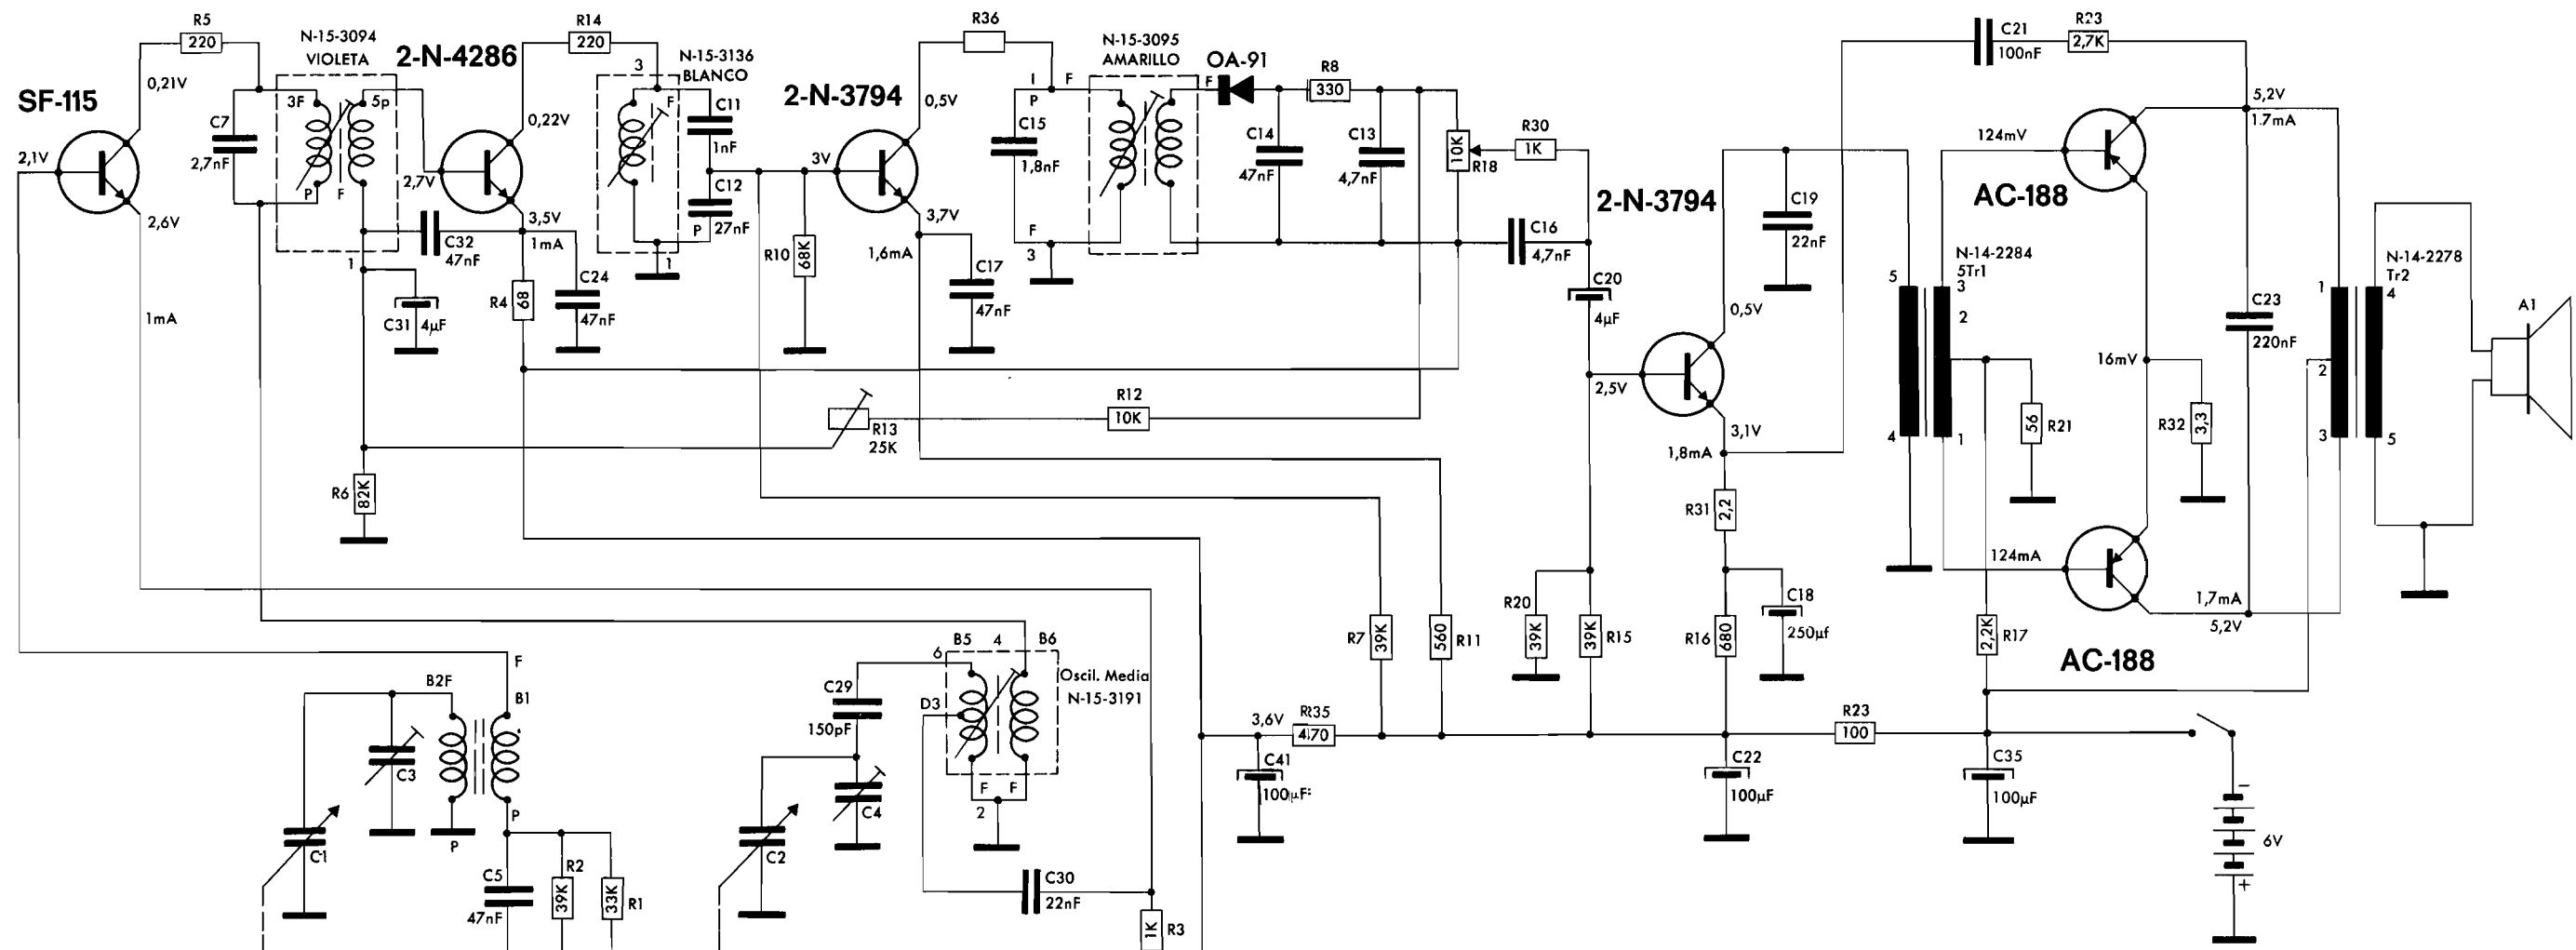 R5
220
N-15-3094
VIOLETA
2-N-4286
R14
220
N-15-3136
BLANCO
R36
N-15-3095
AMARILLO
OA-91
C21
100nF
R23
2,7K
SF-115
0,21V
3F
5p
C7
2,7nF
2,1V
P
F
2,6V
1mA
1
C32
47nF
C31
4µF
R6
82K
0,22V
2,7V
3,5V
1mA
R4
68
C24
47nF
3
F
C11
1nF
C12
27nF
P
1
2-N-3794
0,5V
3V
3,7V
1,6mA
R10
68K
C17
47nF
I
P
F
C15
1,8nF
F
3
F
R8
330
C14
47nF
C13
4,7nF
10K
R18
R30
1K
C16
4,7nF
C20
4µF
R13
25K
R12
10K
2-N-3794
C19
22nF
0,5V
2,5V
3,1V
1,8mA
R31
2,2
5
4
N-14-2284
5Tr1
3
2
1
124mV
AC-188
5,2V
1.7mA
16mV
R21
56
R32
3,3
C23
220nF
124mA
1,7mA
5,2V
AC-188
N-14-2278
Tr2
1
2
3
4
5
A1
R7
39K
R11
560
R20
39K
R15
39K
R16
680
C18
250µf
R17
2,2K
F
B2F
B1
C3
C1
P
P
C5
47nF
R2
39K
33K
R1
C29
150pF
C4
C2
6
B5
4
B6
D3
Oscil. Media
N-15-3191
F
F
2
C30
22nF
1K
R3
3,6V
R35
470
C41
100µF
C22
100µF
R23
100
C35
100µF
-
6V
+